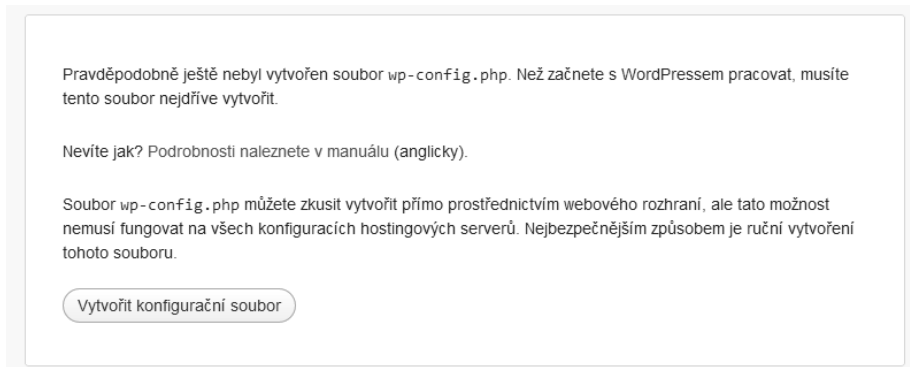 Pravděpodobně ještě nebyl vytvořen soubor wp-config.php. Než začnete s WordPressem pracovat, musíte
tento soubor nejdříve vytvořit.
Nevíte jak? Podrobnosti naleznete v manuálu (anglicky).
Soubor wp-config.php můžete zkusit vytvořit přímo prostřednictvím webového rozhraní, ale tato možnost
nemusí fungovat na všech konfiguracích hostingových serverů. Nejbezpečnějším způsobem je ruční vytvoření
tohoto souboru.
Vytvořit konfigurační soubor